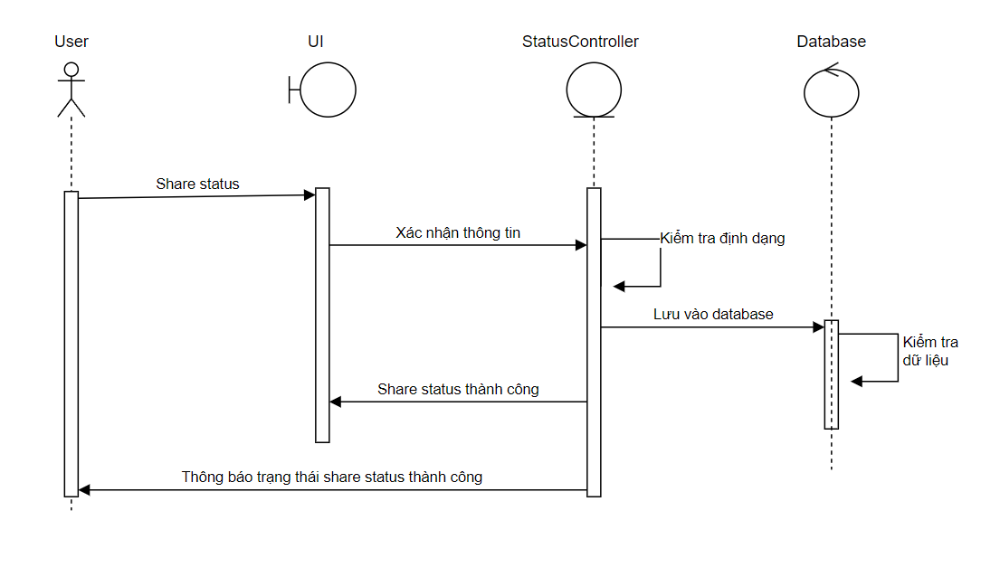 User
UI
StatusController
Database
Share status
Xác nhận thông tin
Kiểm tra định dạng
Lưu vào database
Kiểm tra
dữ liệu
Share status thành công
Thông báo trạng thái share status thành công